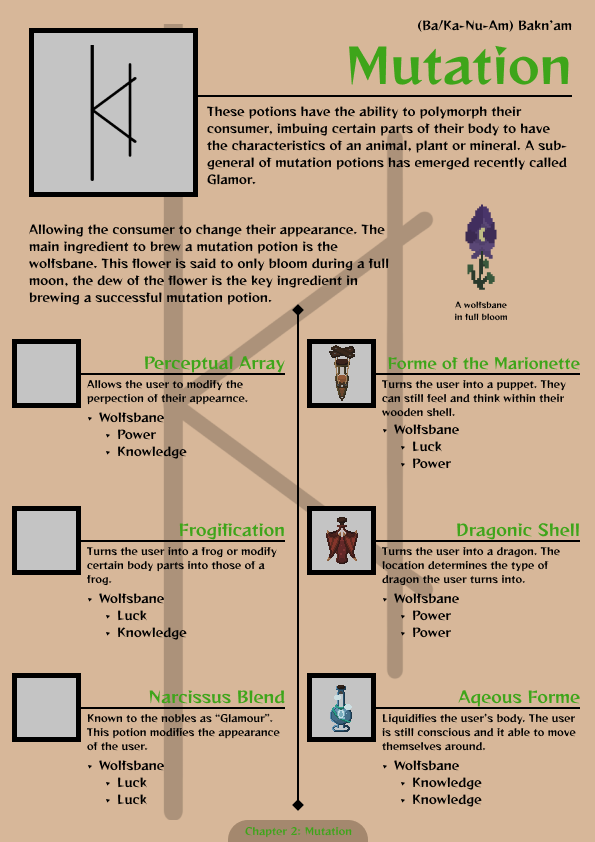 (Ba/Ka-Nu-Am) Bakn'am
Mutation
These potions have the ability to polymorph their
consumer, imbuing certain parts of their body to have
the characteristics of an animal, plant or mineral. A sub-
general of mutation potions has emerged recently called
Glamor.
Allowing the consumer to change their appearance. The
main ingredient to brew a mutation potion is the
wolfsbane. This flower is said to only bloom during a full
moon, the dew of the flower is the key ingredient in
brewing a successful mutation potion.
A wolfsbane
in full bloom
Perceptual Array
Allows the user to modify the
perpection of their appearnce.
Wolfsbane
Power
Knowledge
Forme of the Marionette
Turns the user into a puppet. They
can still feel and think within their
wooden shell.
Wolfsbane
Luck
Power
Frogification
Turns the user into a frog or modify
certain body parts into those of a
frog.
Wolfsbane
Luck
Knowledge
Dragonic Shell
Turns the user into a dragon. The
location determines the type of
dragon the user turns into.
Wolfsbane
Power
Power
Narcissus Blend
Known to the nobles as "Glamour".
This potion modifies the appearance
of the user.
Wolfsbane
Luck
Luck
Aqeous Forme
Liquidifies the user's body. The user
is still conscious and it able to move
themselves around.
Wolfsbane
Knowledge
Knowledge
Chapter 2: Mutation